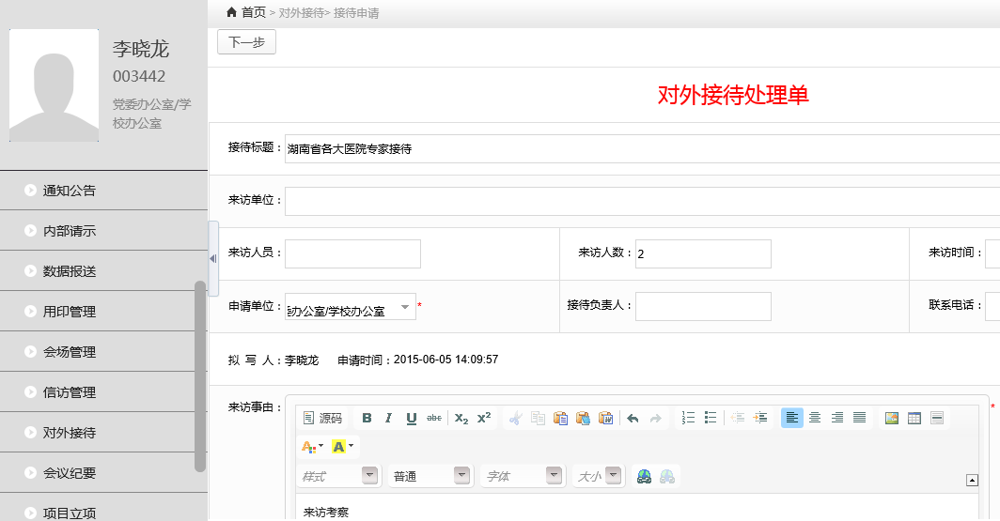 首页 > 对外接待> 接待申请
李晓龙
003442
党委办公室/学
校办公室
通知公告
内部请示
数据报送
用印管理
会场管理
信访管理
对外接待
会议纪要
项目立项
下一步
对外接待处理单
接待标题： 湖南省各大医院专家接待
来访单位：
来访人员： 来访人数： 2 来访时间：
申请单位： 办公室/学校办公室 * 接待负责人： 联系电话：
拟 写 人：李晓龙 申请时间：2015-06-05 14:09:57
来访事由： *
源码 B I U abc X₂ X²
A A
样式 普通 字体 大小
来访考察